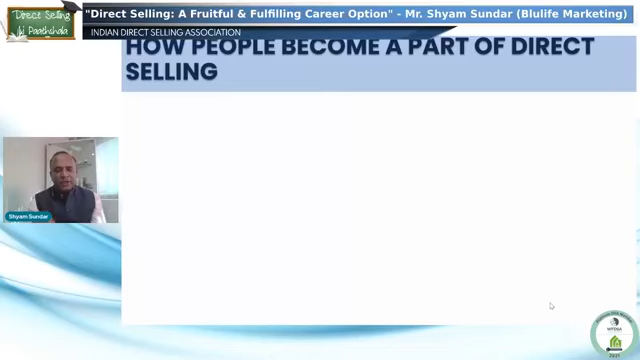 Direct Selling
Ki Paathshala
"Direct Selling: A Fruitful & Fulfilling Career Option" - Mr. Shyam Sundar (Blulife Marketing)
INDIAN DIRECT SELLING ASSOCIATION
HOW PEOPLE BECOME A PART OF DIRECT
SELLING
Shyam Sundar
WFDSA
2021